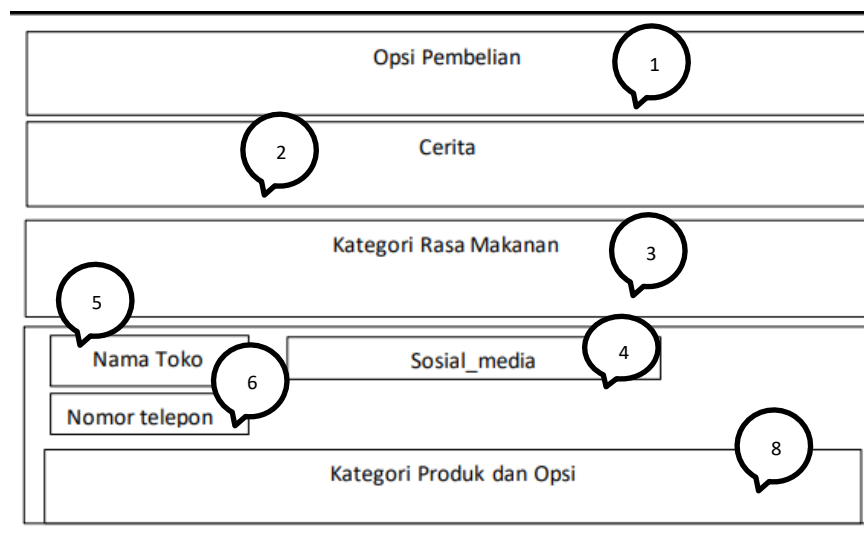 Opsi Pembelian
1
2
Cerita
Kategori Rasa Makanan
3
5
Nama Toko
Sosial_media
4
6
Nomor telepon
8
Kategori Produk dan Opsi